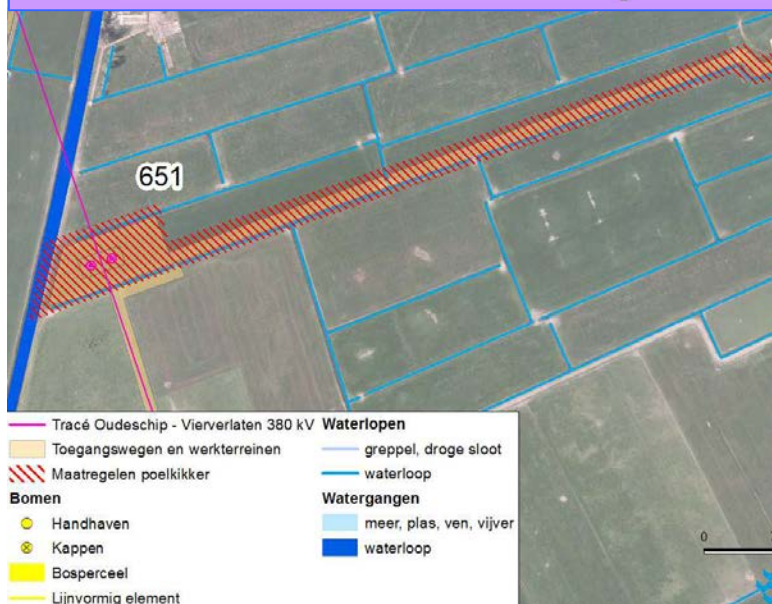 651
Tracé Oudeschip - Vierverlaten 380 kV
Toegangswegen en werkterreinen
Maatregelen poelkikker
Bomen
Handhaven
Kappen
Bosperceel
Lijnvormig element
Waterlopen
greppel, droge sloot
waterloop
Watergangen
meer, plas, ven, vijver
waterloop
0